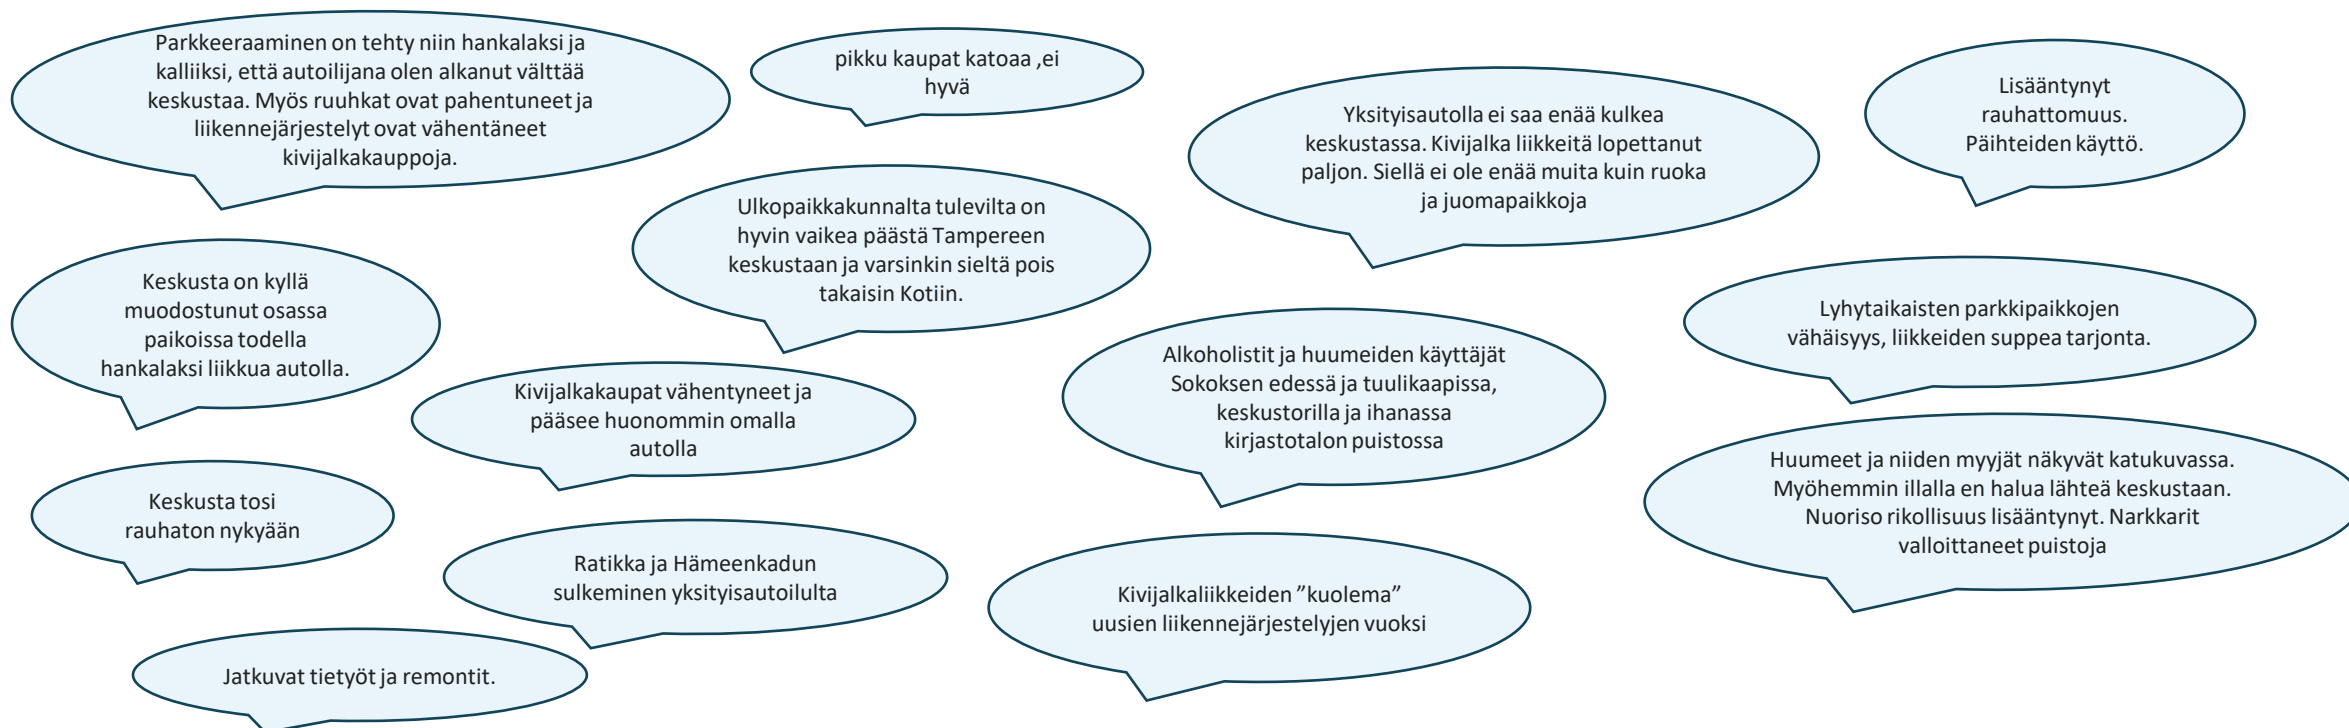 Parkkeeraaminen on tehty niin hankalaksi ja
kalliiksi, että autoilijana olen alkanut välttää
keskustaa. Myös ruuhkat ovat pahentuneet ja
liikennejärjestelyt ovat vähentäneet
kivijalkakauppoja.
pikku kaupat katoaa ,ei
hyvä
Yksityisautolla ei saa enää kulkea
keskustassa. Kivijalka liikkeitä lopettanut
paljon. Siellä ei ole enää muita kuin ruoka
ja juomapaikkoja
Lisääntynyt
rauhattomuus.
Päihteiden käyttö.
Ulkopaikkakunnalta tulevilta on
hyvin vaikea päästä Tampereen
keskustaan ja varsinkin sieltä pois
takaisin Kotiin.
Keskusta on kyllä
muodostunut osassa
paikoissa todella
hankalaksi liikkua autolla.
Lyhytaikaisten parkkipaikkojen
vähäisyys, liikkeiden suppea tarjonta.
Alkoholistit ja huumeiden käyttäjät
Sokoksen edessä ja tuulikaapissa,
keskustorilla ja ihanassa
kirjastotalon puistossa
Kivijalkakaupat vähentyneet ja
pääsee huonommin omalla
autolla
Huumeet ja niiden myyjät näkyvät katukuvassa.
Myöhemmin illalla en halua lähteä keskustaan.
Nuoriso rikollisuus lisääntynyt. Narkkarit
valloittaneet puistoja
Keskusta tosi
rauhaton nykyään
Ratikka ja Hämeenkadun
sulkeminen yksityisautoilulta
Kivijalkaliikkeiden ”kuolema”
uusien liikennejärjestelyjen vuoksi
Jatkuvat tietyöt ja remontit.